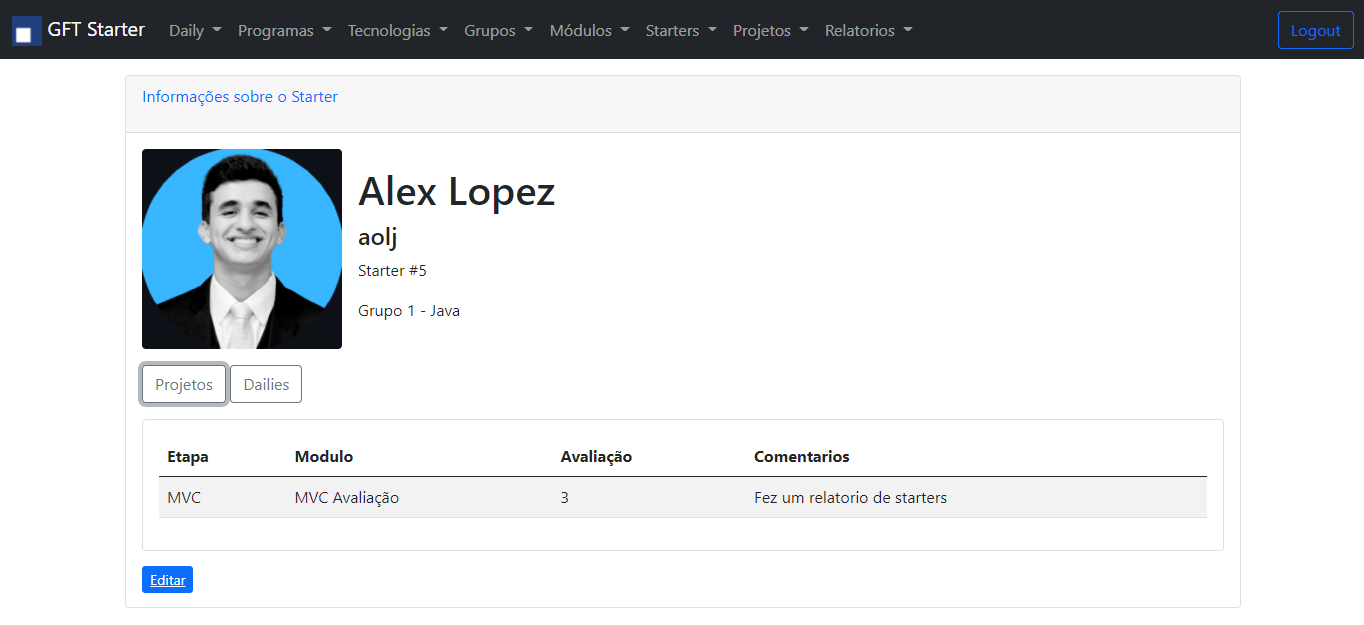 GFT Starter Daily Programas Tecnologias Grupos Módulos Starters Projetos Relatorios Logout
Informações sobre o Starter
Alex Lopez
aolj
Starter #5
Grupo 1 - Java
Projetos Dailies
Etapa Modulo Avaliação Comentarios
MVC MVC Avaliação 3 Fez um relatorio de starters
Editar